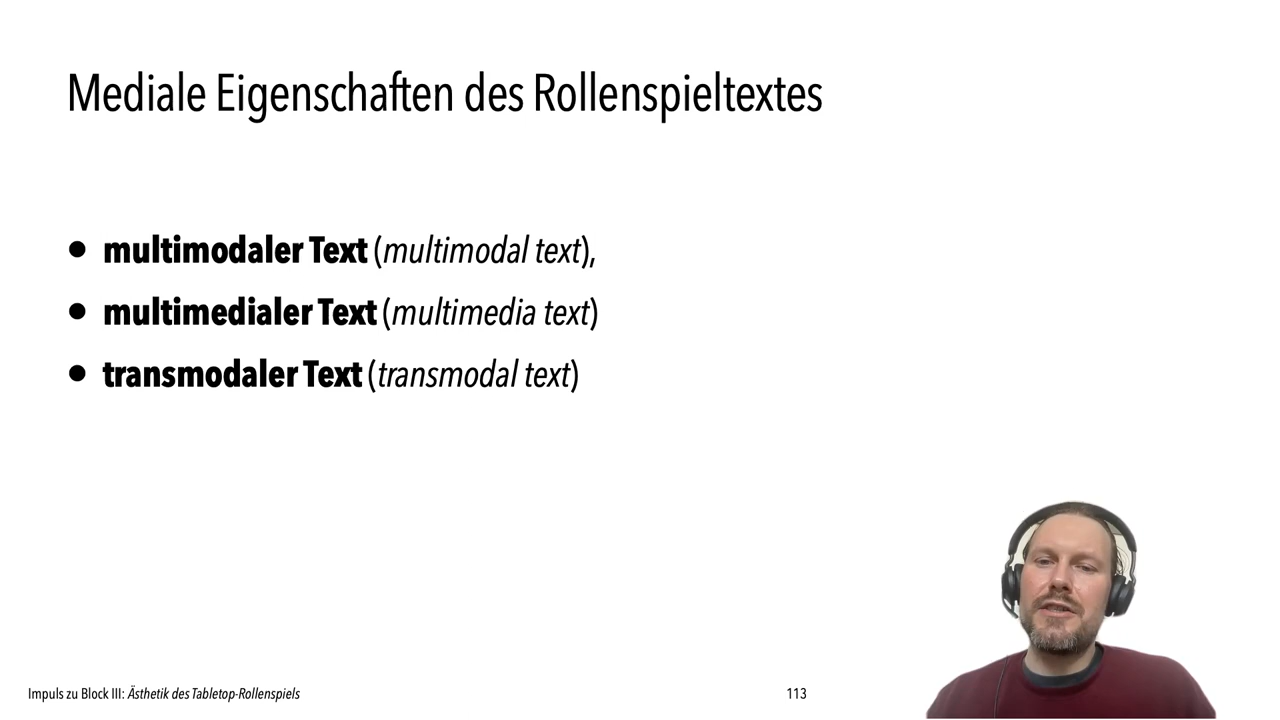 Mediale Eigenschaften des Rollenspieltextes
● multimodaler Text (multimodal text),
● multimedialer Text (multimedia text)
● transmodaler Text (transmodal text)
Impuls zu Block III: Ästhetik des Tabletop-Rollenspiels
113